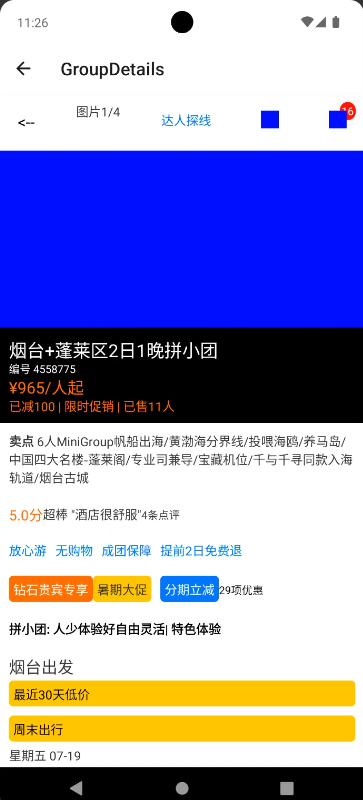 11:26
GroupDetails
<--
图片1/4
达人探线
16
烟台+蓬莱区2日1晚拼小团
编号 4558775
¥965/人起
已减100 | 限时促销 | 已售11人
卖点 6人MiniGroup帆船出海/黄渤海分界线/投喂海鸥/养马岛/
中国四大名楼-蓬莱阁/专业司兼导/宝藏机位/千与千寻同款入海
轨道/烟台古城
5.0分超棒 "酒店很舒服"4条点评
放心游 无购物 成团保障 提前2日免费退
钻石贵宾专享 暑期大促 分期立减 29项优惠
拼小团: 人少体验好自由灵活| 特色体验
烟台出发
最近30天低价
周末出行
星期五 07-19